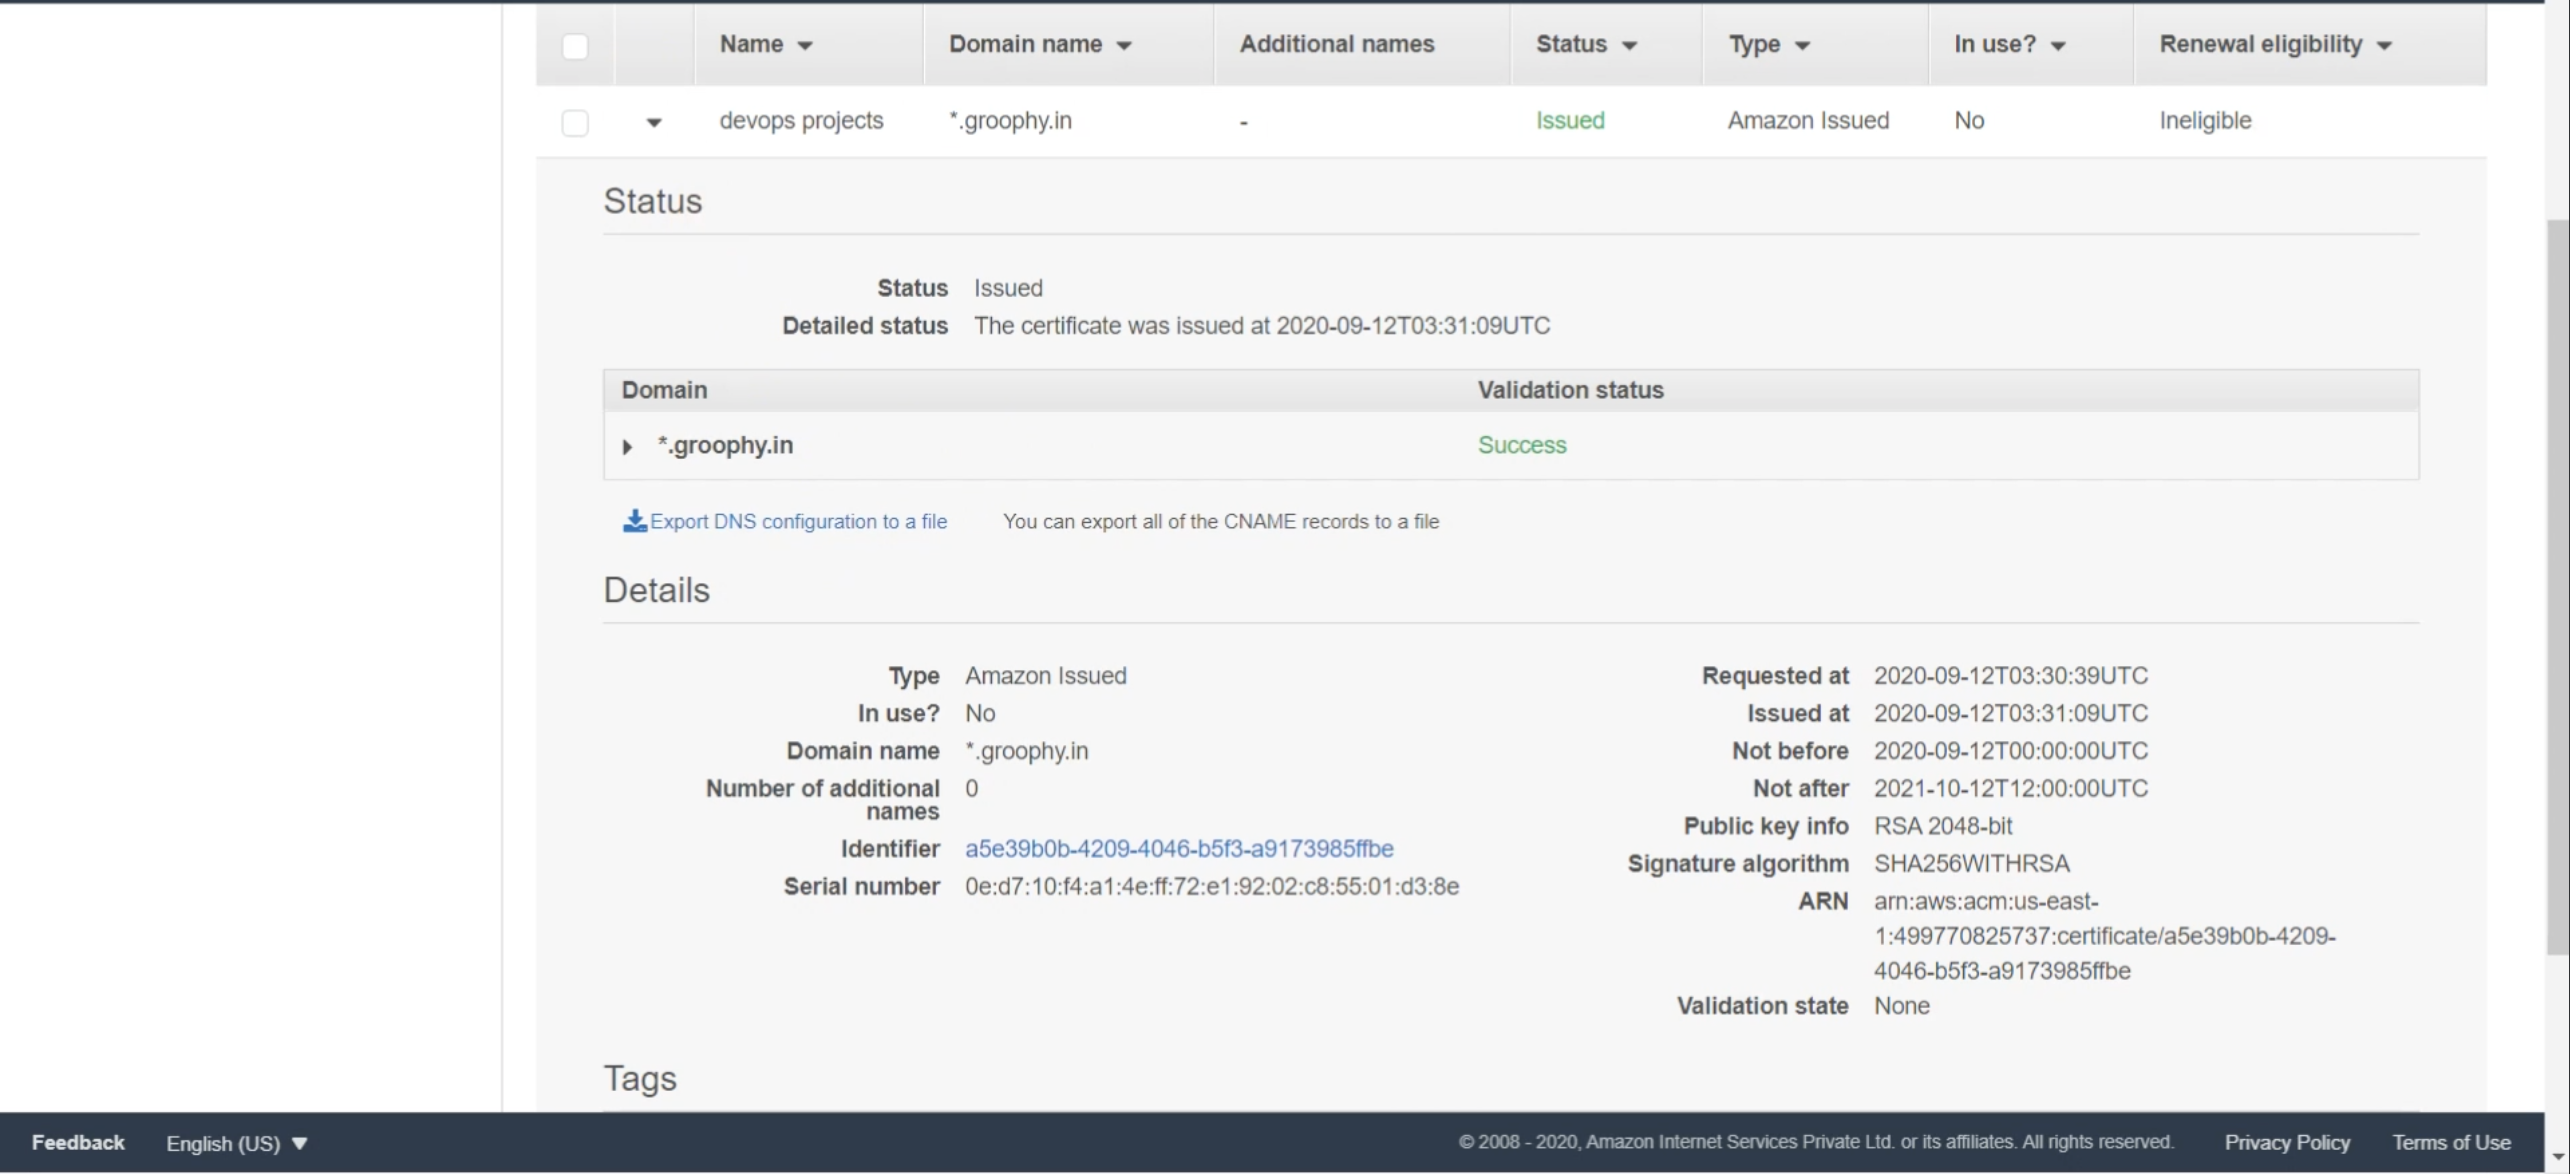 Name Domain name Additional names Status Type In use? Renewal eligibility
devops projects *.groophy.in - Issued Amazon Issued No Ineligible
Status
Status Issued
Detailed status The certificate was issued at 2020-09-12T03:31:09UTC
Domain Validation status
*.groophy.in Success
Export DNS configuration to a file You can export all of the CNAME records to a file
Details
Type Amazon Issued
In use? No
Domain name *.groophy.in
Number of additional names 0
Identifier a5e39b0b-4209-4046-b5f3-a9173985ffbe
Serial number 0e:d7:10:f4:a1:4e:ff:72:e1:92:02:c8:55:01:d3:8e
Requested at 2020-09-12T03:30:39UTC
Issued at 2020-09-12T03:31:09UTC
Not before 2020-09-12T00:00:00UTC
Not after 2021-10-12T12:00:00UTC
Public key info RSA 2048-bit
Signature algorithm SHA256WITHRSA
ARN arn:aws:acm:us-east-
1:499770825737:certificate/a5e39b0b-4209-
4046-b5f3-a9173985ffbe
Validation state None
Tags
Feedback English (US) © 2008 - 2020, Amazon Internet Services Private Ltd. or its affiliates. All rights reserved. Privacy Policy Terms of Use